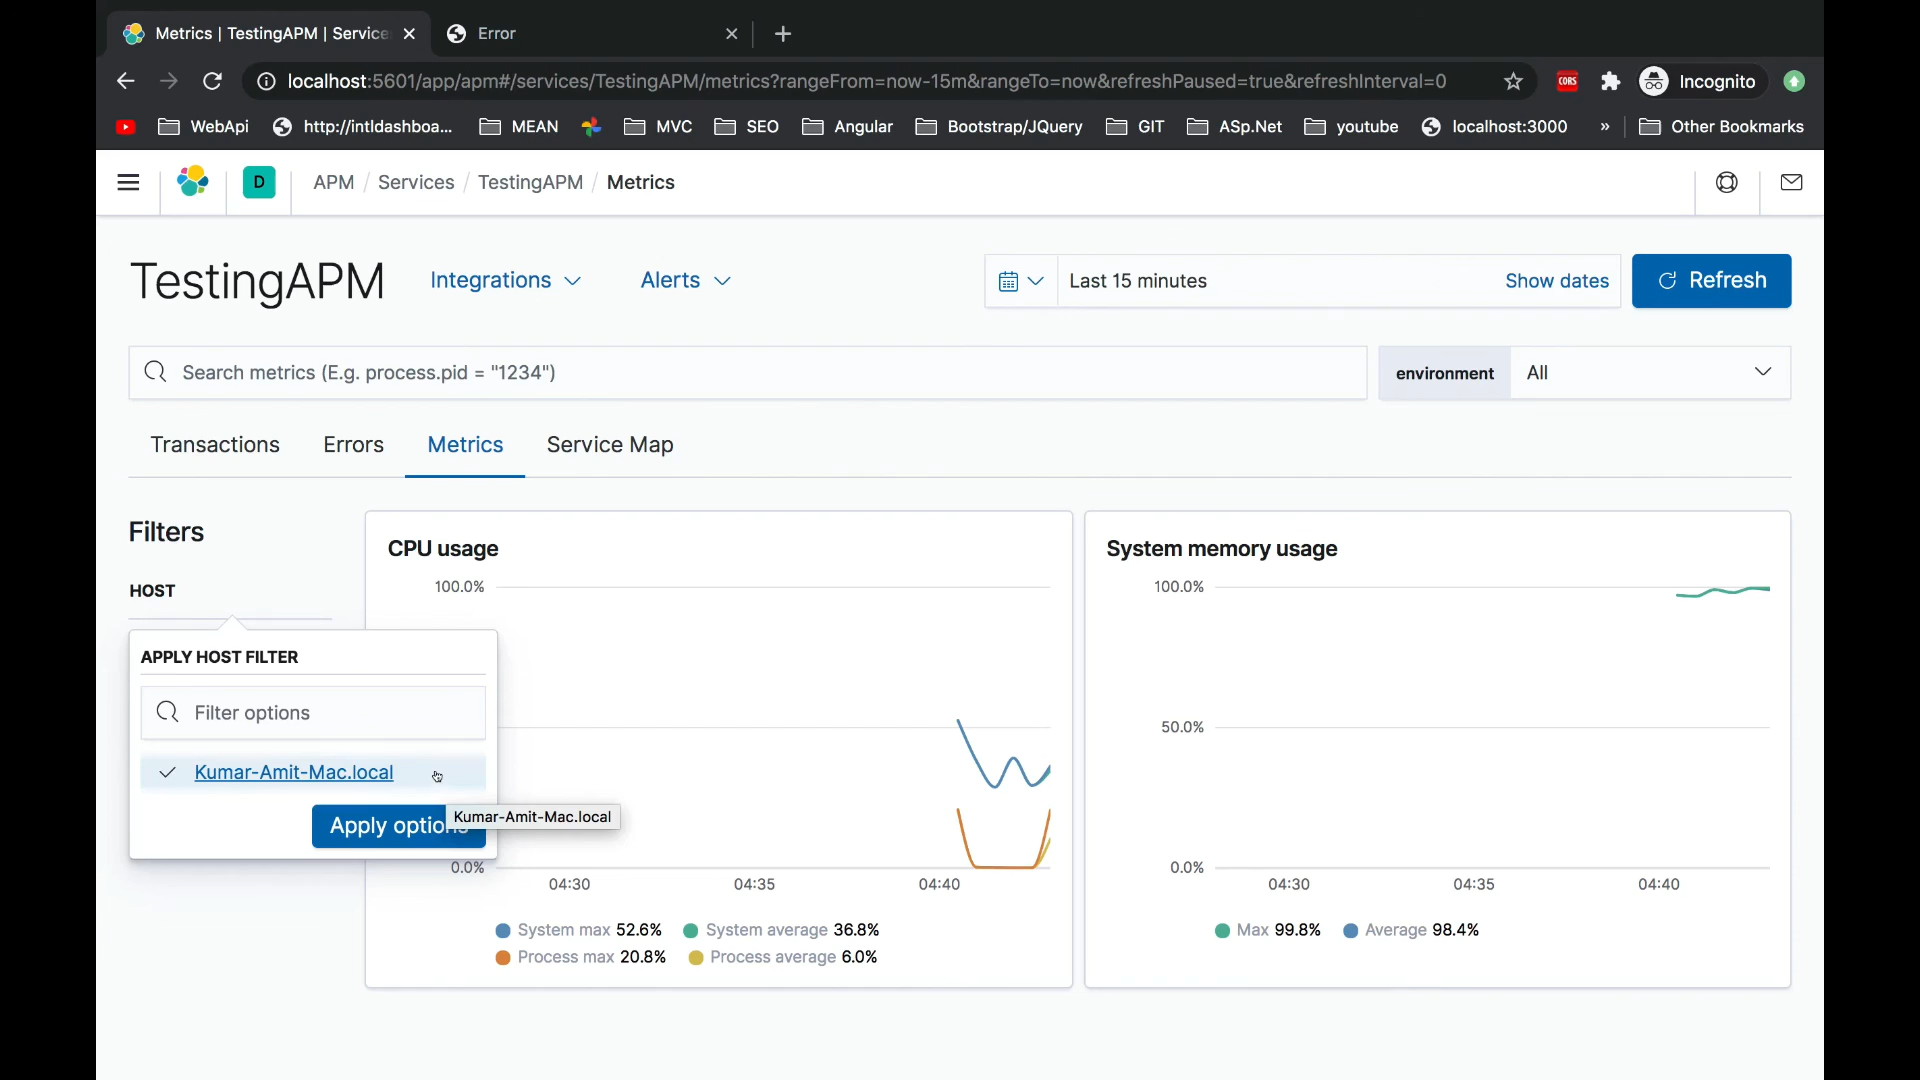 Metrics | TestingAPM | Service
Error
localhost:5601/app/apm#/services/TestingAPM/metrics?rangeFrom=now-15m&rangeTo=now&refreshPaused=true&refreshInterval=0
CORS
Incognito
WebApi
http://intldashboa...
MEAN
MVC
SEO
Angular
Bootstrap/JQuery
GIT
ASp.Net
youtube
localhost:3000
»
Other Bookmarks
D
APM / Services / TestingAPM / Metrics
TestingAPM
Integrations
Alerts
Last 15 minutes
Show dates
Refresh
Search metrics (E.g. process.pid = "1234")
environment
All
Transactions
Errors
Metrics
Service Map
Filters
HOST
APPLY HOST FILTER
Filter options
Kumar-Amit-Mac.local
Apply options
Kumar-Amit-Mac.local
CPU usage
100.0%
0.0%
04:30
04:35
04:40
System max 52.6%
System average 36.8%
Process max 20.8%
Process average 6.0%
System memory usage
100.0%
50.0%
0.0%
04:30
04:35
04:40
Max 99.8%
Average 98.4%